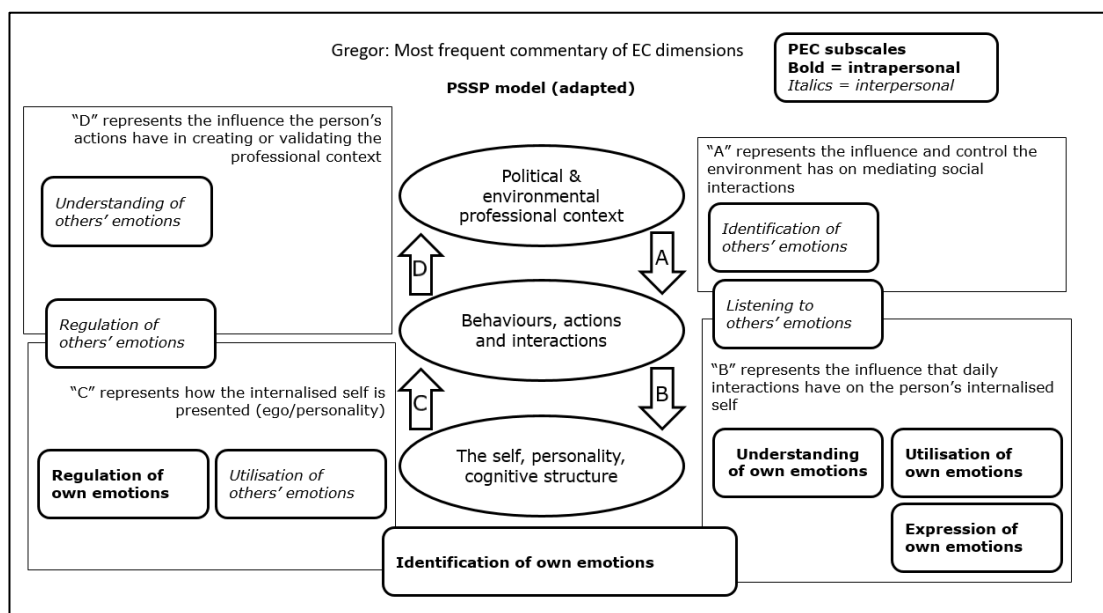 Gregor: Most frequent commentary of EC dimensions
PSSP model (adapted)
PEC subscales
Bold = intrapersonal
Italics = interpersonal
“D” represents the influence the person’s
actions have in creating or validating the
professional context
Understanding of
others’ emotions
Regulation of
others’ emotions
Political &
environmental
professional context
D
A
Behaviours, actions
and interactions
C
B
The self, personality,
cognitive structure
“A” represents the influence and control the
environment has on mediating social
interactions
Identification of
others’ emotions
Listening to
others’ emotions
“C” represents how the internalised self is
presented (ego/personality)
Regulation of
own emotions
Utilisation of
others’ emotions
“B” represents the influence that daily
interactions have on the person’s internalised
self
Understanding
of own emotions
Utilisation of
own emotions
Expression of
own emotions
Identification of own emotions